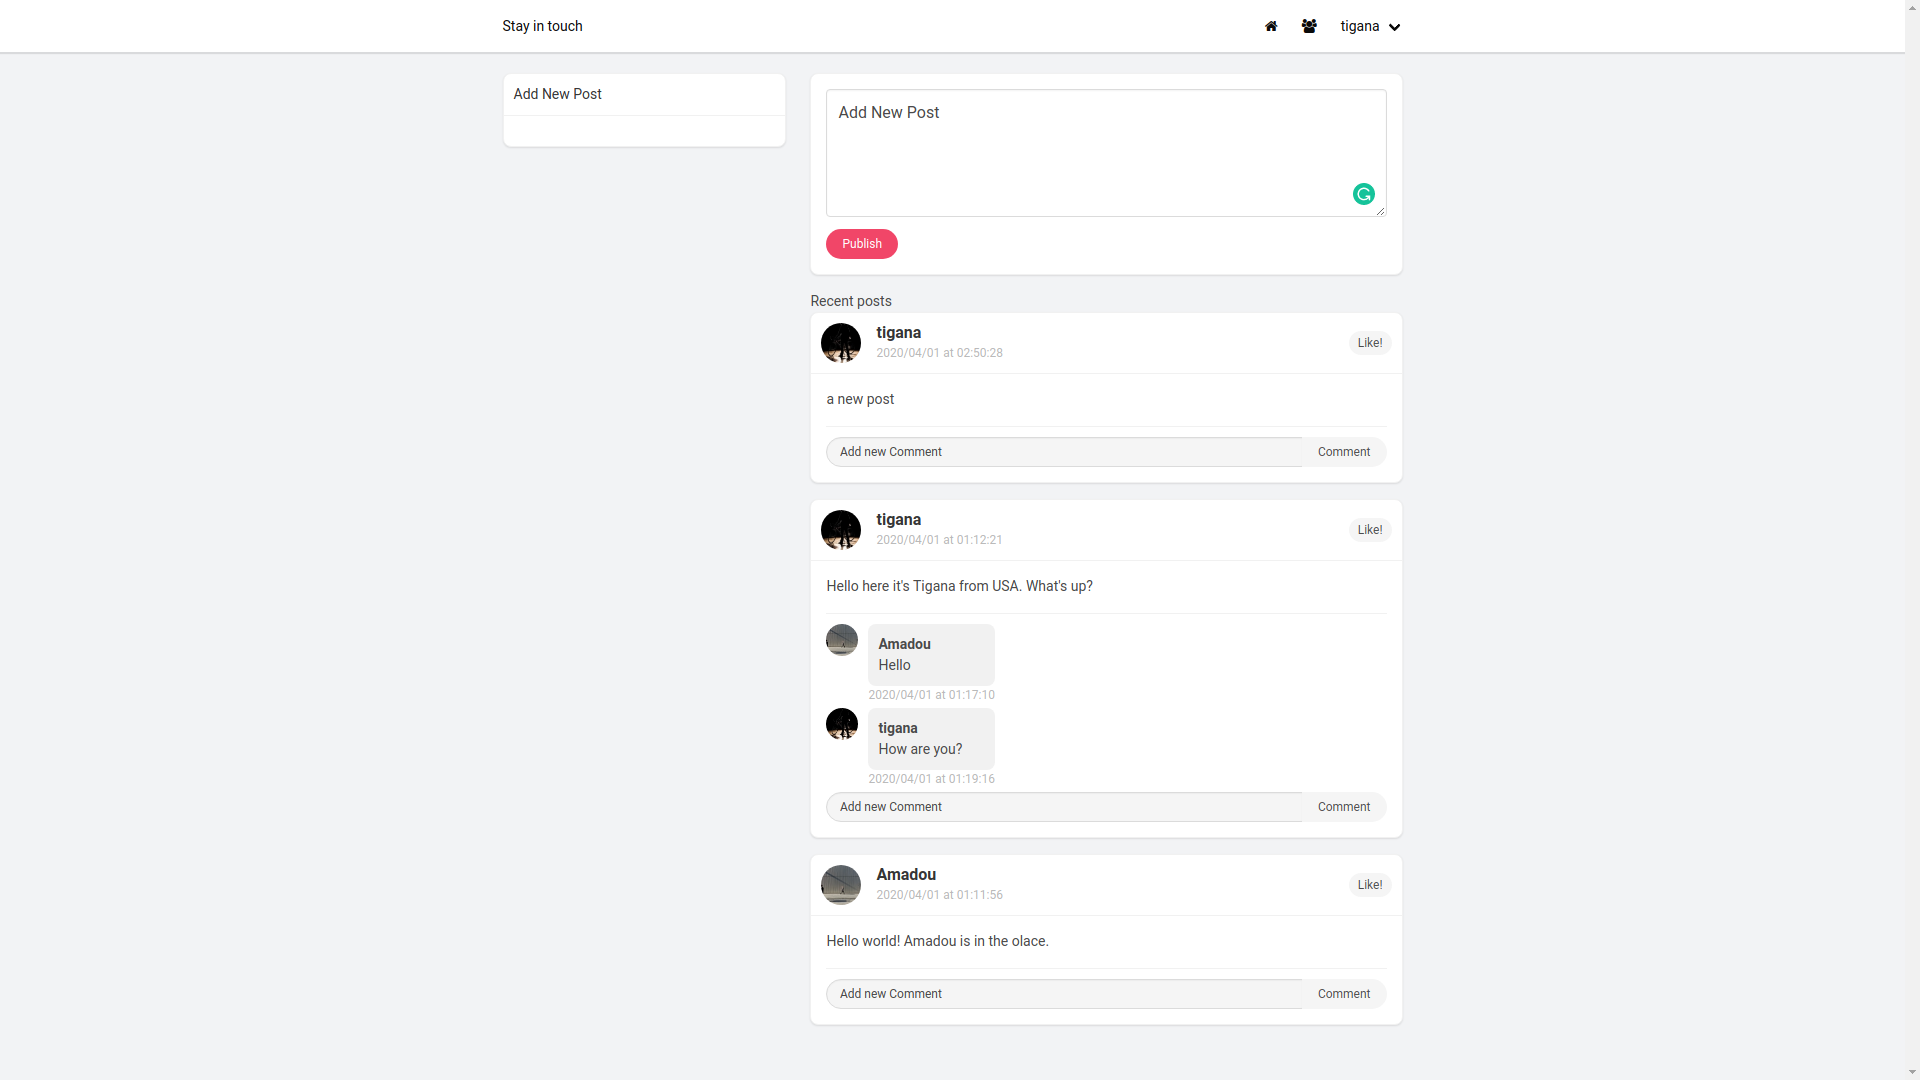 Stay in touch
tigana
Add New Post
Add New Post
Publish
Recent posts
tigana
2020/04/01 at 02:50:28
Like!
a new post
Add new Comment
Comment
tigana
2020/04/01 at 01:12:21
Like!
Hello here it's Tigana from USA. What's up?
Amadou
Hello
2020/04/01 at 01:17:10
tigana
How are you?
2020/04/01 at 01:19:16
Add new Comment
Comment
Amadou
2020/04/01 at 01:11:56
Like!
Hello world! Amadou is in the olace.
Add new Comment
Comment